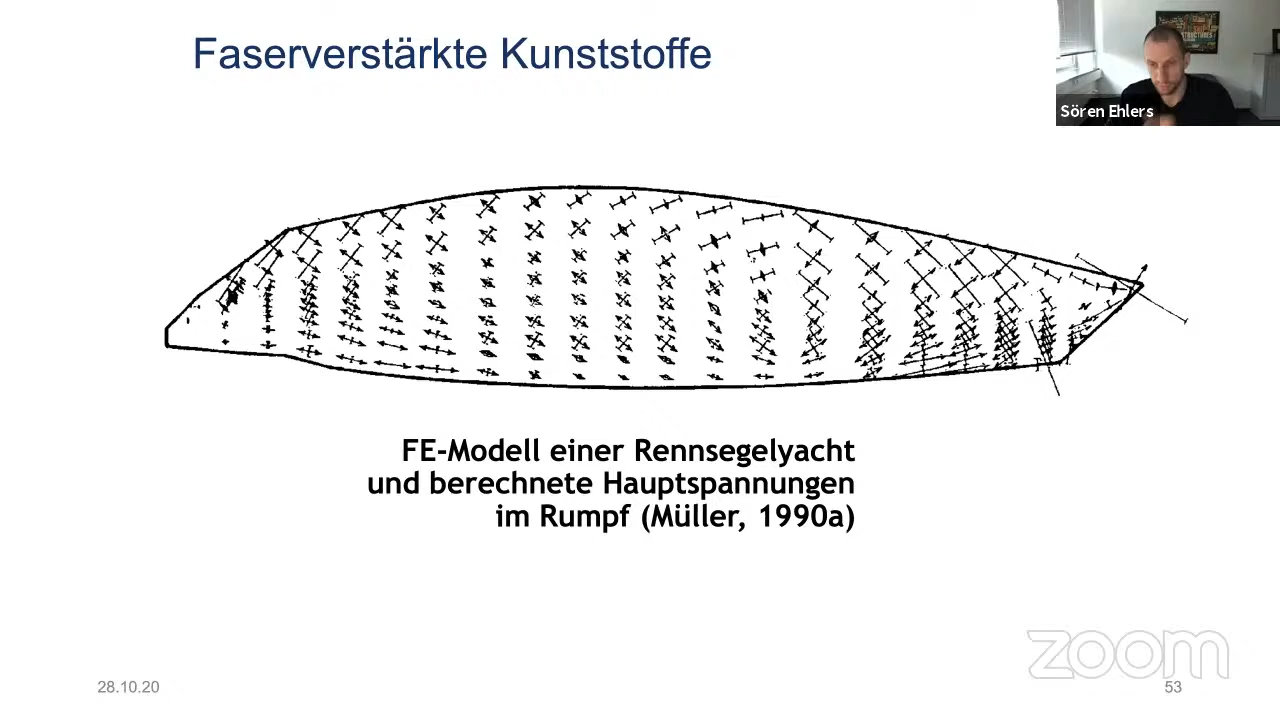 Faserverstärkte Kunststoffe
Sören Ehlers
FE-Modell einer Rennsegelyacht
und berechnete Hauptspannungen
im Rumpf (Müller, 1990a)
zoom
28.10.20
53